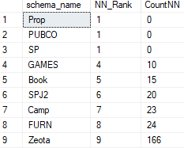 schema_name NN_Rank CountNN
1 Prop 1 0
2 PUBCO 1 0
3 SP 1 0
4 GAMES 4 10
5 Book 5 15
6 SPJ2 6 20
7 Camp 7 23
8 FURN 8 24
9 Zeota 9 166